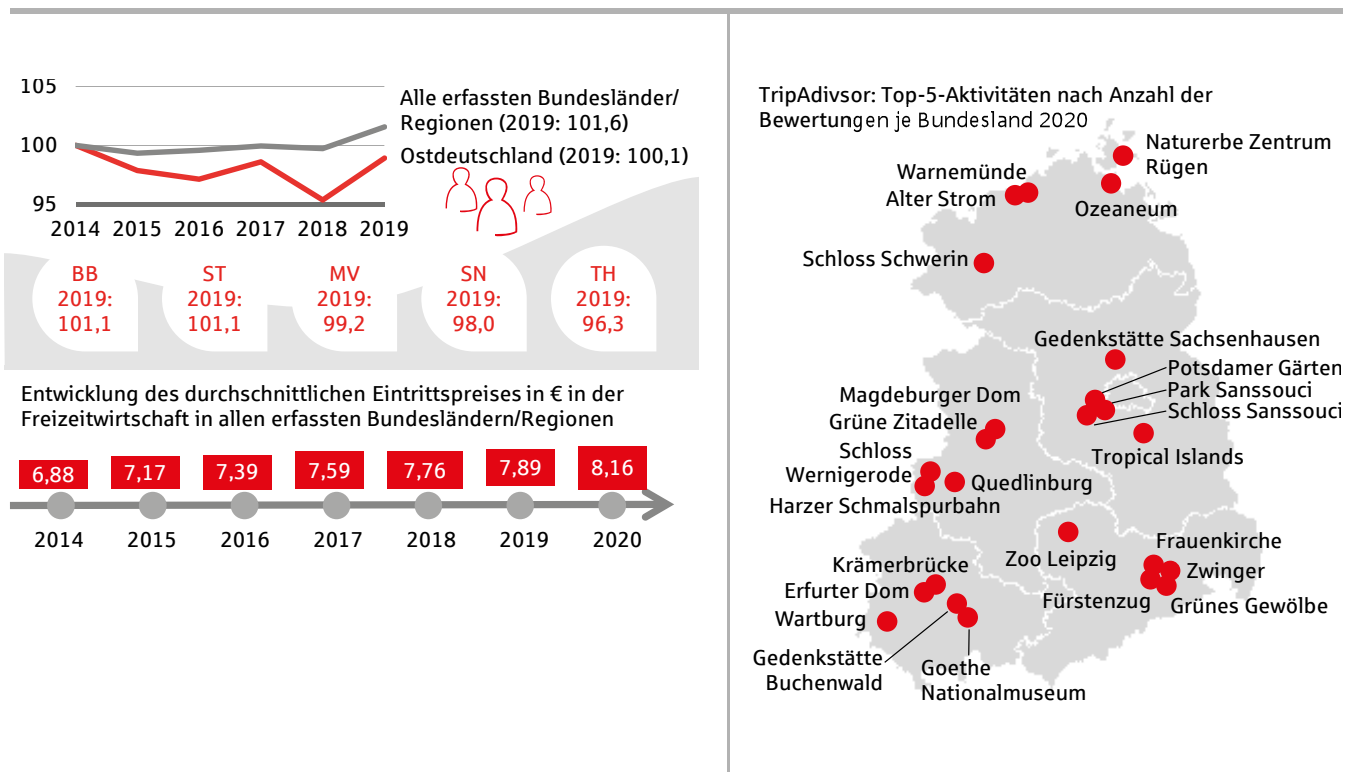 105
100
95
2014 2015 2016 2017 2018 2019
Alle erfassten Bundesländer/
Regionen (2019: 101,6)
Ostdeutschland (2019: 100,1)
BB
2019:
101,1
ST
2019:
101,1
MV
2019:
99,2
SN
2019:
98,0
TH
2019:
96,3
Entwicklung des durchschnittlichen Eintrittspreises in € in der
Freizeitwirtschaft in allen erfassten Bundesländern/Regionen
6,88 7,17 7,39 7,59 7,76 7,89 8,16
2014 2015 2016 2017 2018 2019 2020
TripAdivsor: Top-5-Aktivitäten nach Anzahl der
Bewertungen je Bundesland 2020
Naturerbe Zentrum
Rügen
Warnemünde
Alter Strom
Ozeaneum
Schloss Schwerin
Gedenkstätte Sachsenhausen
Potsdamer Gärten
Park Sanssouci
Schloss Sanssouci
Tropical Islands
Magdeburger Dom
Grüne Zitadelle
Schloss
Wernigerode
Quedlinburg
Harzer Schmalspurbahn
Zoo Leipzig
Frauenkirche
Zwinger
Fürstenzug
Grünes Gewölbe
Krämerbrücke
Erfurter Dom
Wartburg
Gedenkstätte
Buchenwald
Goethe
Nationalmuseum